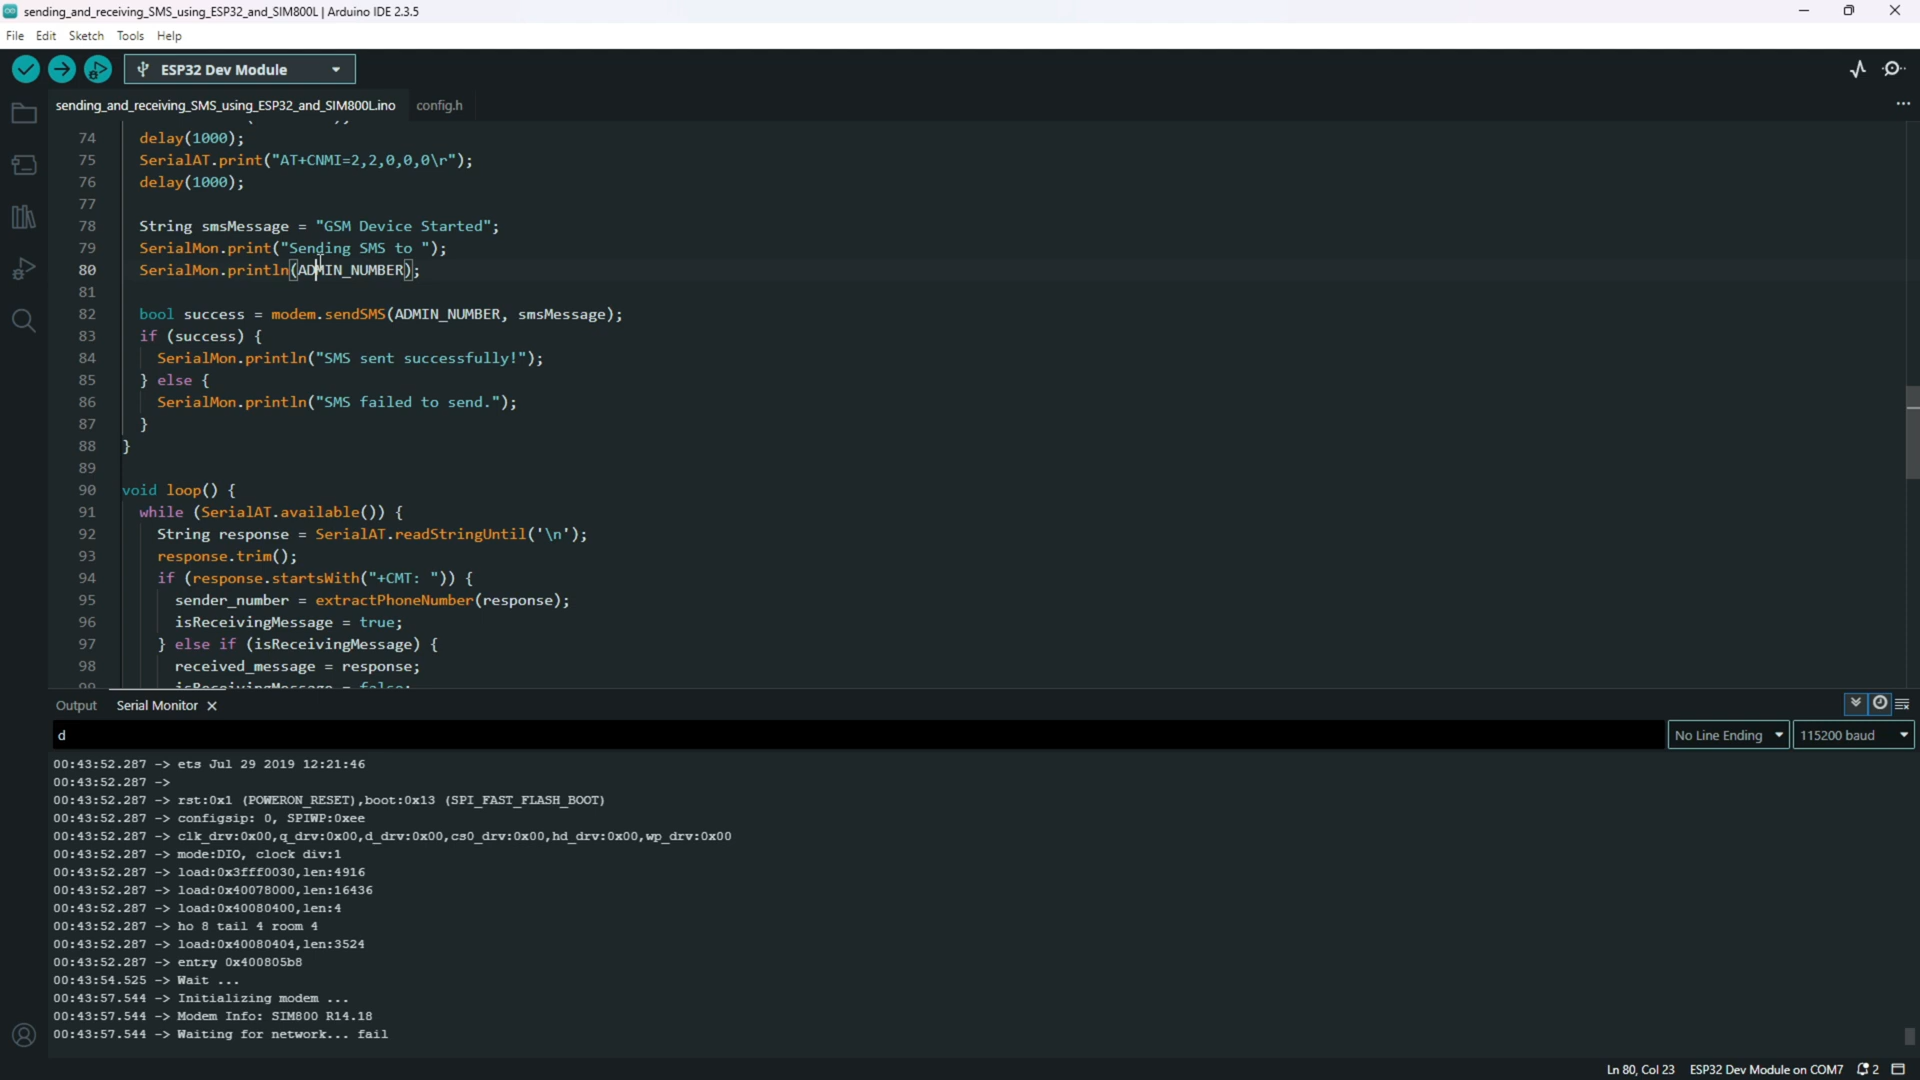 sending_and_receiving_SMS_using_ESP32_and_SIM800L | Arduino IDE 2.3.5
File Edit Sketch Tools Help
ESP32 Dev Module
sending_and_receiving_SMS_using_ESP32_and_SIM800L.ino config.h
74 delay(1000);
75 SerialAT.print("AT+CNMI=2,2,0,0,0\r");
76 delay(1000);
77
78 String smsMessage = "GSM Device Started";
79 SerialMon.print("Sending SMS to ");
80 SerialMon.println(ADMIN_NUMBER);
81
82 bool success = modem.sendSMS(ADMIN_NUMBER, smsMessage);
83 if (success) {
84 SerialMon.println("SMS sent successfully!");
85 } else {
86 SerialMon.println("SMS failed to send.");
87 }
88 }
89
90 void loop() {
91 while (SerialAT.available()) {
92 String response = SerialAT.readStringUntil('\n');
93 response.trim();
94 if (response.startsWith("+CMT: ")) {
95 sender_number = extractPhoneNumber(response);
96 isReceivingMessage = true;
97 } else if (isReceivingMessage) {
98 received_message = response;
99 isReceivingMessage = false;
Output Serial Monitor
d
No Line Ending 115200 baud
00:43:52.287 -> ets Jul 29 2019 12:21:46
00:43:52.287 ->
00:43:52.287 -> rst:0x1 (POWERON_RESET),boot:0x13 (SPI_FAST_FLASH_BOOT)
00:43:52.287 -> configsip: 0, SPIWP:0xee
00:43:52.287 -> clk_drv:0x00,q_drv:0x00,d_drv:0x00,cs0_drv:0x00,hd_drv:0x00,wp_drv:0x00
00:43:52.287 -> mode:DIO, clock div:1
00:43:52.287 -> load:0x3fff0030,len:4916
00:43:52.287 -> load:0x40078000,len:16436
00:43:52.287 -> load:0x40080400,len:4
00:43:52.287 -> ho 8 tail 4 room 4
00:43:52.287 -> load:0x40080404,len:3524
00:43:52.287 -> entry 0x400805b8
00:43:54.525 -> Wait ...
00:43:57.544 -> Initializing modem ...
00:43:57.544 -> Modem Info: SIM800 R14.18
00:43:57.544 -> Waiting for network... fail
Ln 80, Col 23 ESP32 Dev Module on COM7 2